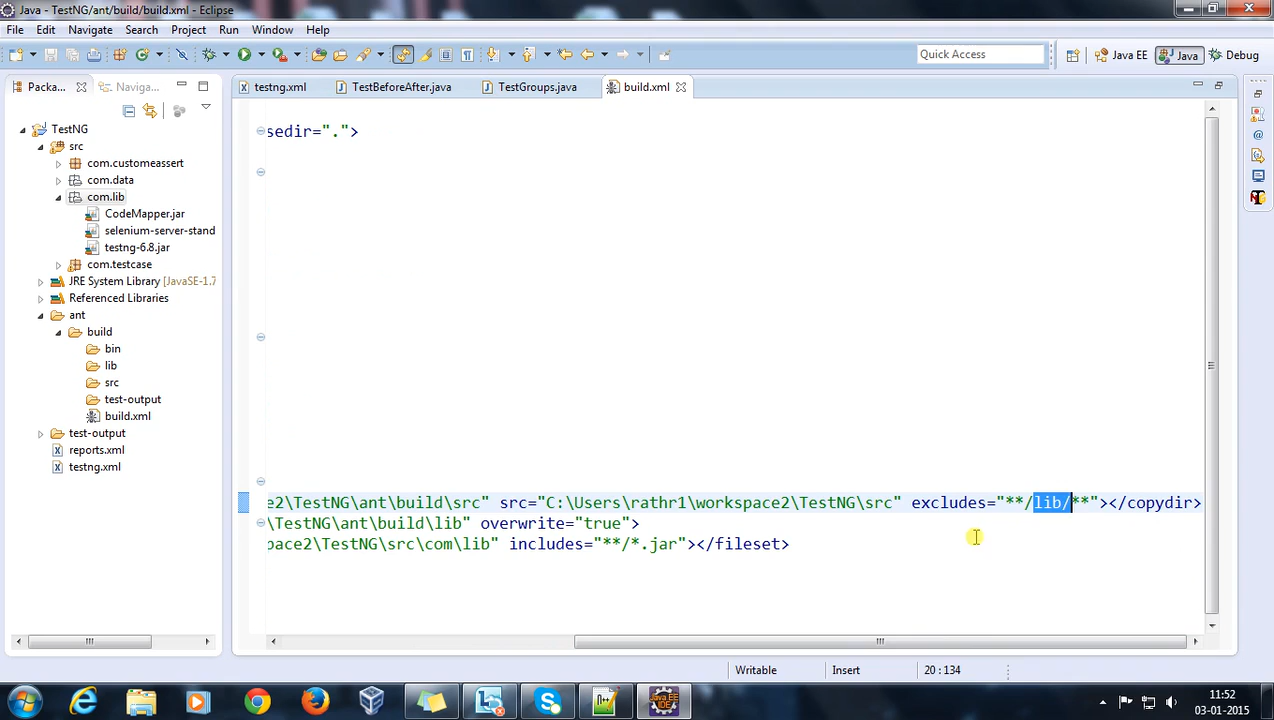 Java - TestNG/ant/build/build.xml - Eclipse
File Edit Navigate Search Project Run Window Help
Quick Access
Java EE
Java
Debug
Packa...
Naviga...
testng.xml
TestBeforeAfter.java
TestGroups.java
build.xml
TestNG
src
com.customeassert
com.data
com.lib
CodeMapper.jar
selenium-server-stand
testng-6.8.jar
com.testcase
JRE System Library [JavaSE-1.7
Referenced Libraries
ant
build
bin
lib
src
test-output
build.xml
test-output
reports.xml
testng.xml
sedir=".">
e2\TestNG\ant\build\src" src="C:\Users\rathr1\workspace2\TestNG\src" excludes="**/lib/**"></copydir>
\TestNG\ant\build\lib" overwrite="true">
pace2\TestNG\src\com\lib" includes="**/*.jar"></fileset>
Writable
Insert
20 : 134
11:52
03-01-2015